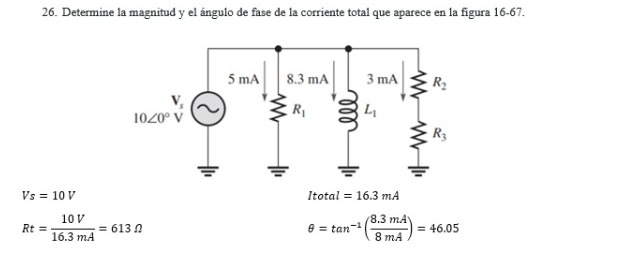 26. Determine la magnitud y el ángulo de fase de la corriente total que aparece en la figura 16-67.
5 mA
8.3 mA
3 mA
R2
Vs
10∠0° V
R1
L1
R3
Vs = 10 V
Itotal = 16.3 mA
Rt = 10 V / 16.3 mA = 613 Ω
θ = tan⁻¹(8.3 mA / 8 mA) = 46.05